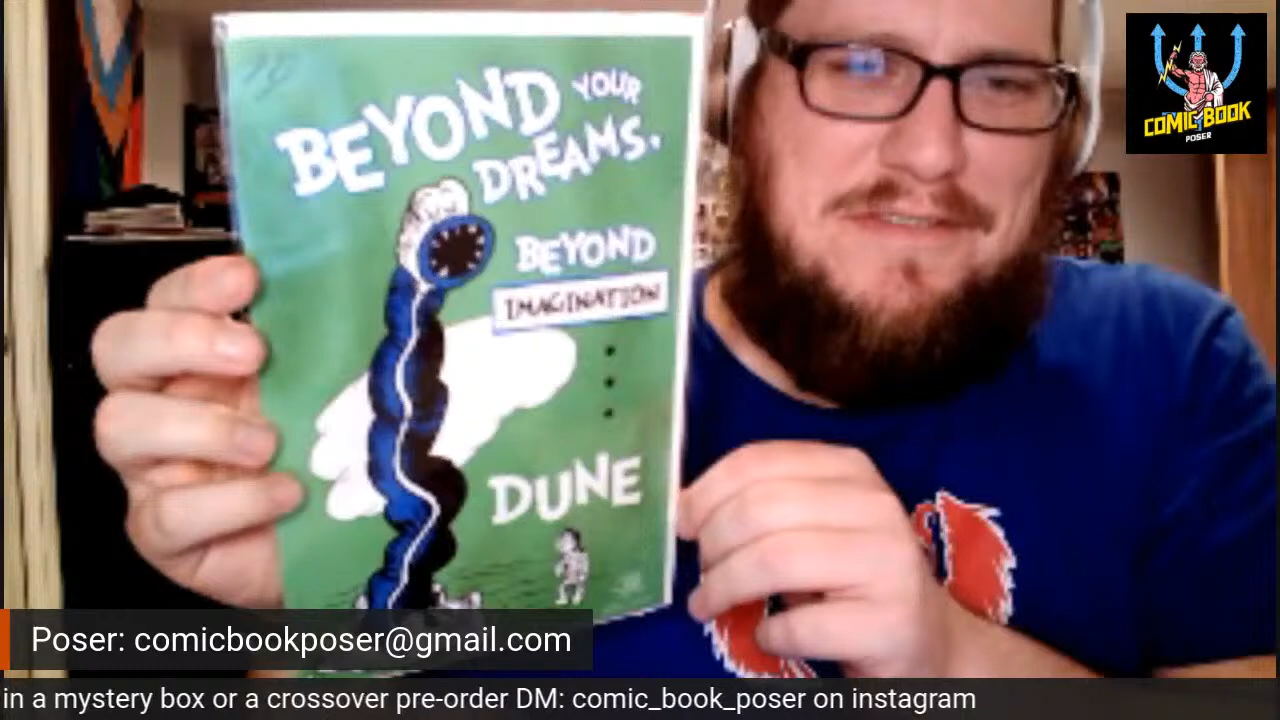 BEYOND YOUR
DREAMS.
BEYOND
IMAGINATION
DUNE
COMIC BOOK
POSER
Poser: comicbookposer@gmail.com
in a mystery box or a crossover pre-order DM: comic_book_poser on instagram